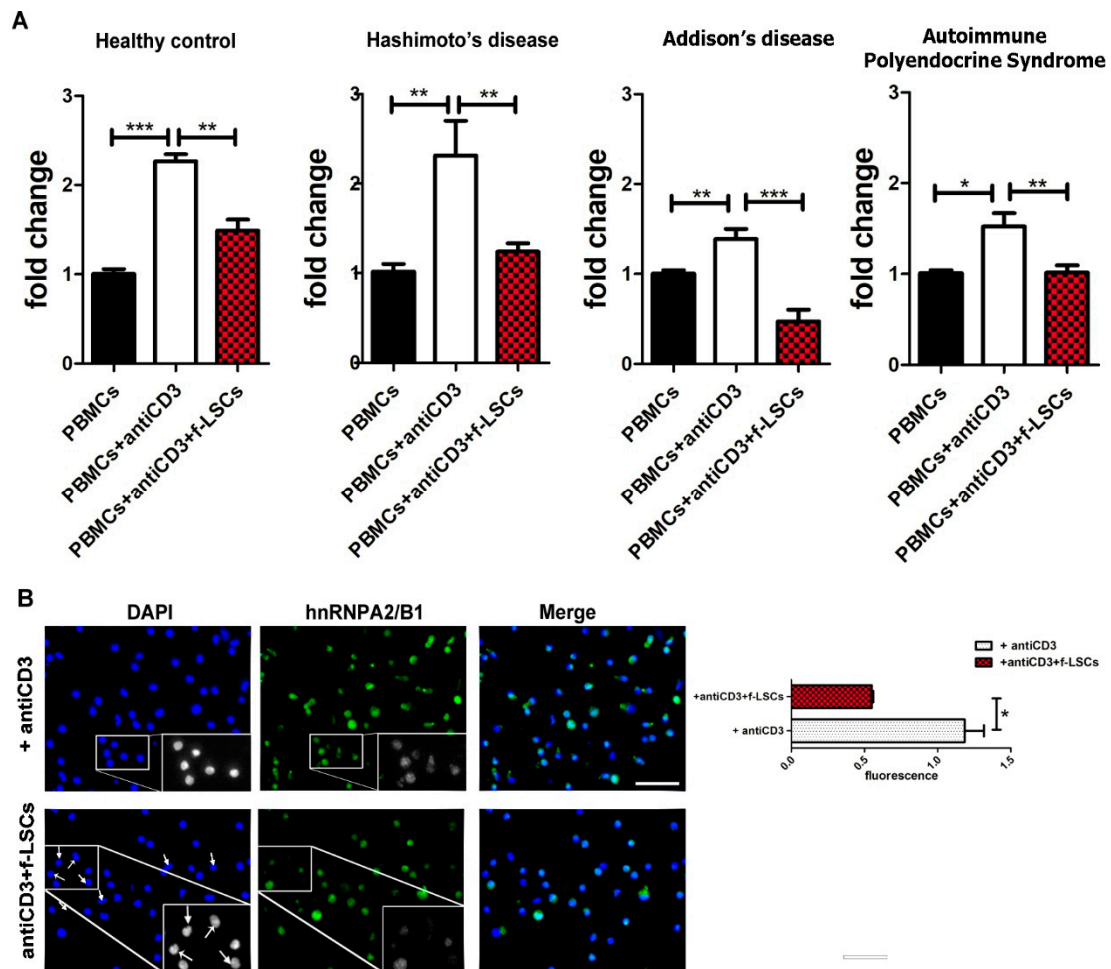 A
Healthy control
Hashimoto's disease
Addison's disease
Autoimmune
Polyendocrine Syndrome
fold change
3
2
1
0
***
**
PBMCs
PBMCs+antiCD3
PBMCs+antiCD3+f-LSCs
fold change
3
2
1
0
**
**
PBMCs
PBMCs+antiCD3
PBMCs+antiCD3+f-LSCs
fold change
3
2
1
0
**
***
PBMCs
PBMCs+antiCD3
PBMCs+antiCD3+f-LSCs
fold change
3
2
1
0
*
**
PBMCs
PBMCs+antiCD3
PBMCs+antiCD3+f-LSCs
B
DAPI
hnRNPA2/B1
Merge
+ antiCD3
antiCD3+f-LSCs
+ antiCD3
+antiCD3+f-LSCs
+antiCD3+f-LSCs
+ antiCD3
*
0.0
0.5
1.0
1.5
fluorescence